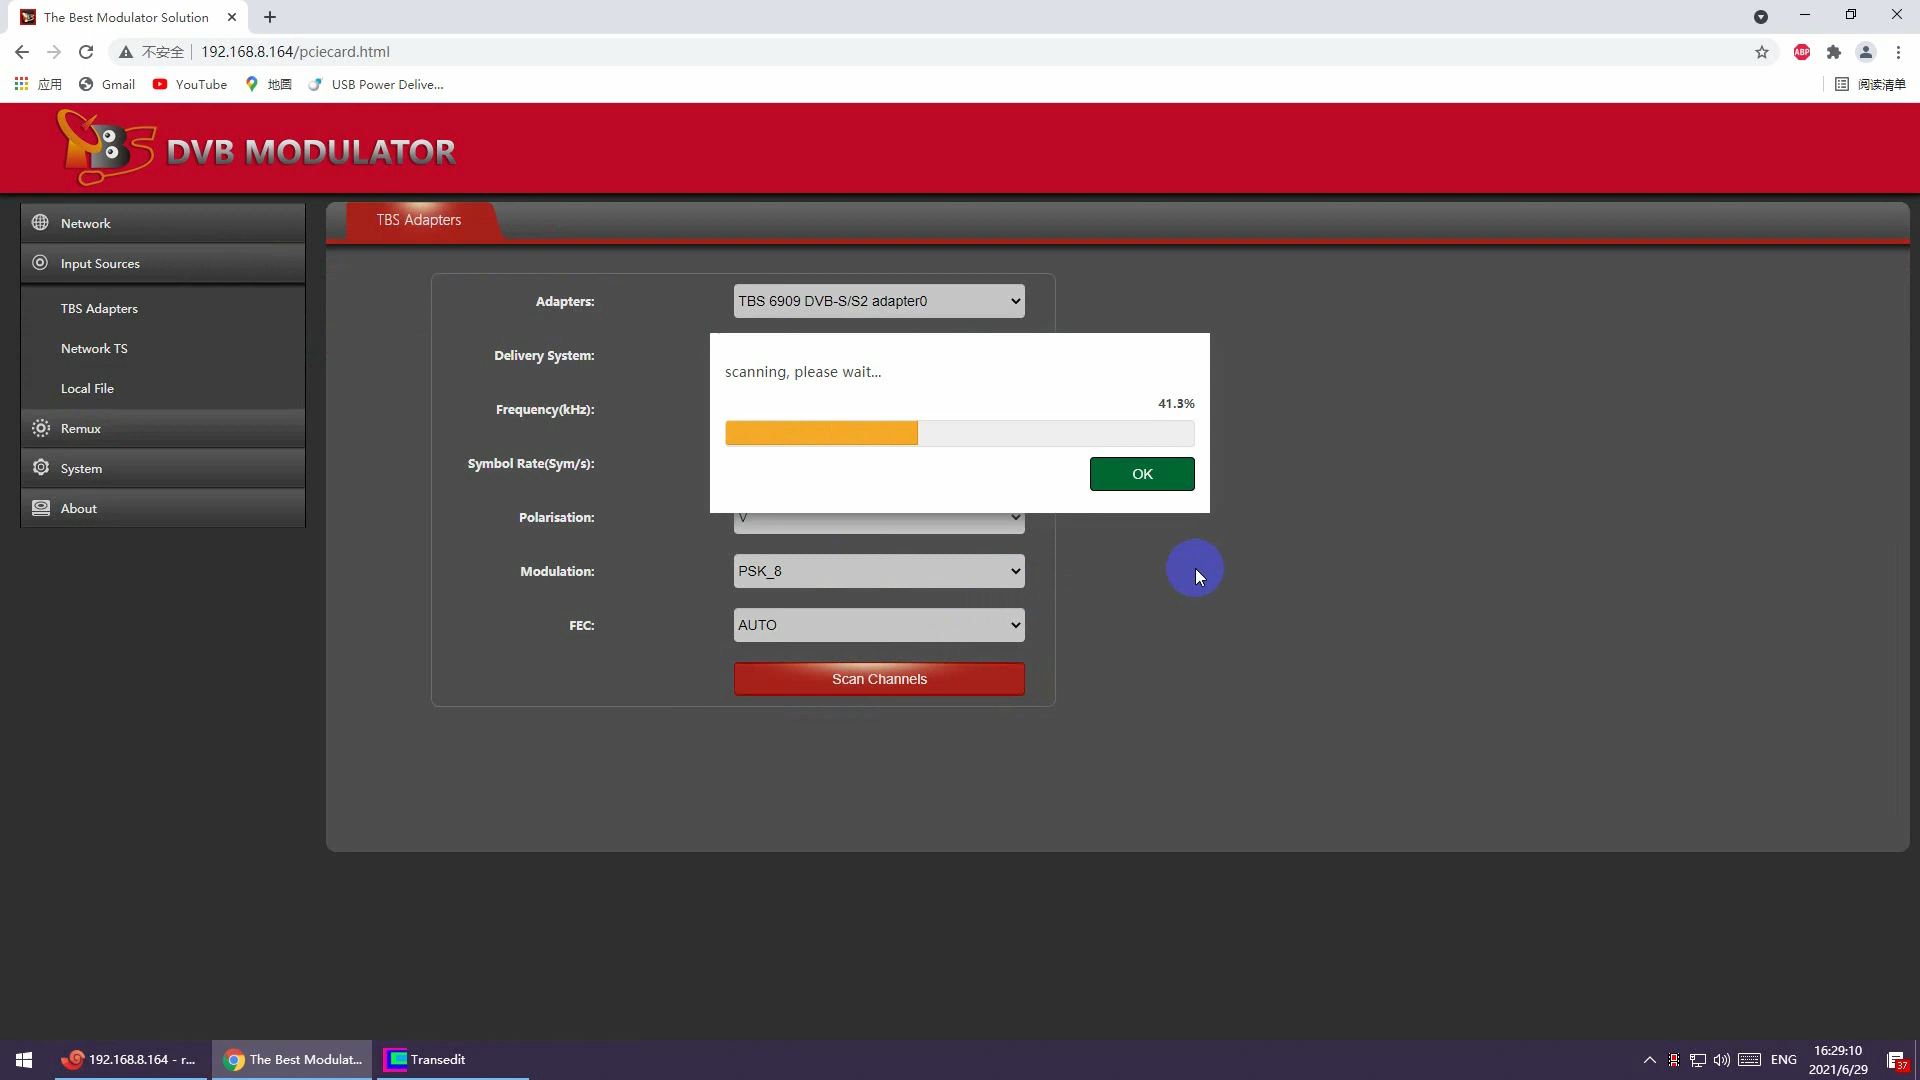 The Best Modulator Solution
不安全
192.168.8.164/pciecard.html
ABP
应用
Gmail
YouTube
地图
USB Power Delive...
阅读清单
TBS DVB MODULATOR
Network
Input Sources
TBS Adapters
Network TS
Local File
Remux
System
About
TBS Adapters
Adapters:
TBS 6909 DVB-S/S2 adapter0
Delivery System:
Frequency(kHz):
Symbol Rate(Sym/s):
Polarisation:
V
Modulation:
PSK_8
FEC:
AUTO
Scan Channels
scanning, please wait...
41.3%
OK
192.168.8.164 - r...
The Best Modulat...
Transedit
ENG
16:29:10
2021/6/29
37